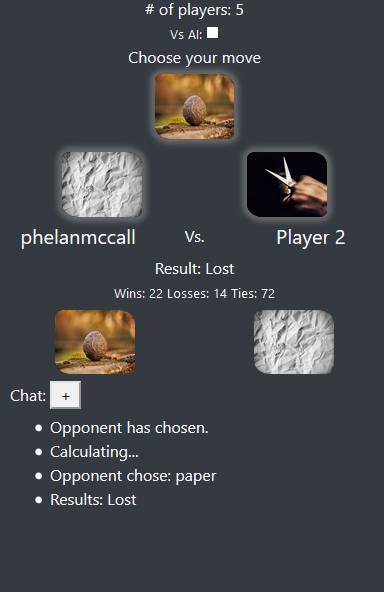 # of players: 5
Vs AI:
Choose your move
phelanmccall Vs. Player 2
Result: Lost
Wins: 22 Losses: 14 Ties: 72
Chat: +
Opponent has chosen.
Calculating...
Opponent chose: paper
Results: Lost